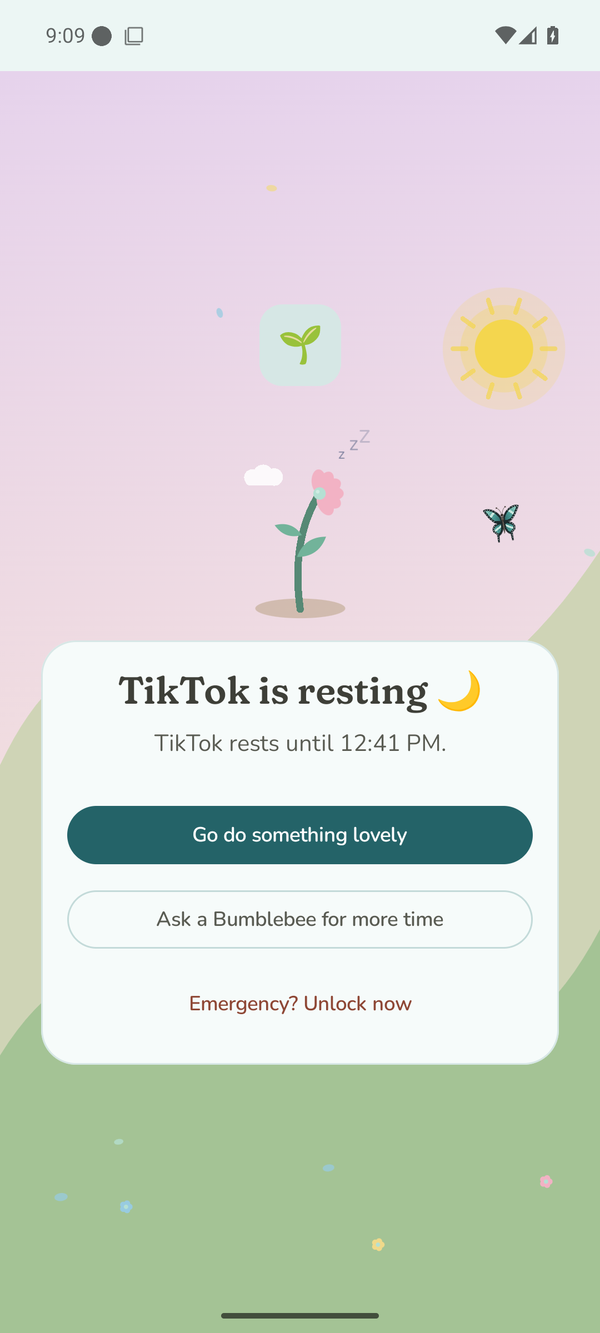 9:09
z z Z
TikTok is resting 🌙
TikTok rests until 12:41 PM.
Go do something lovely
Ask a Bumblebee for more time
Emergency? Unlock now